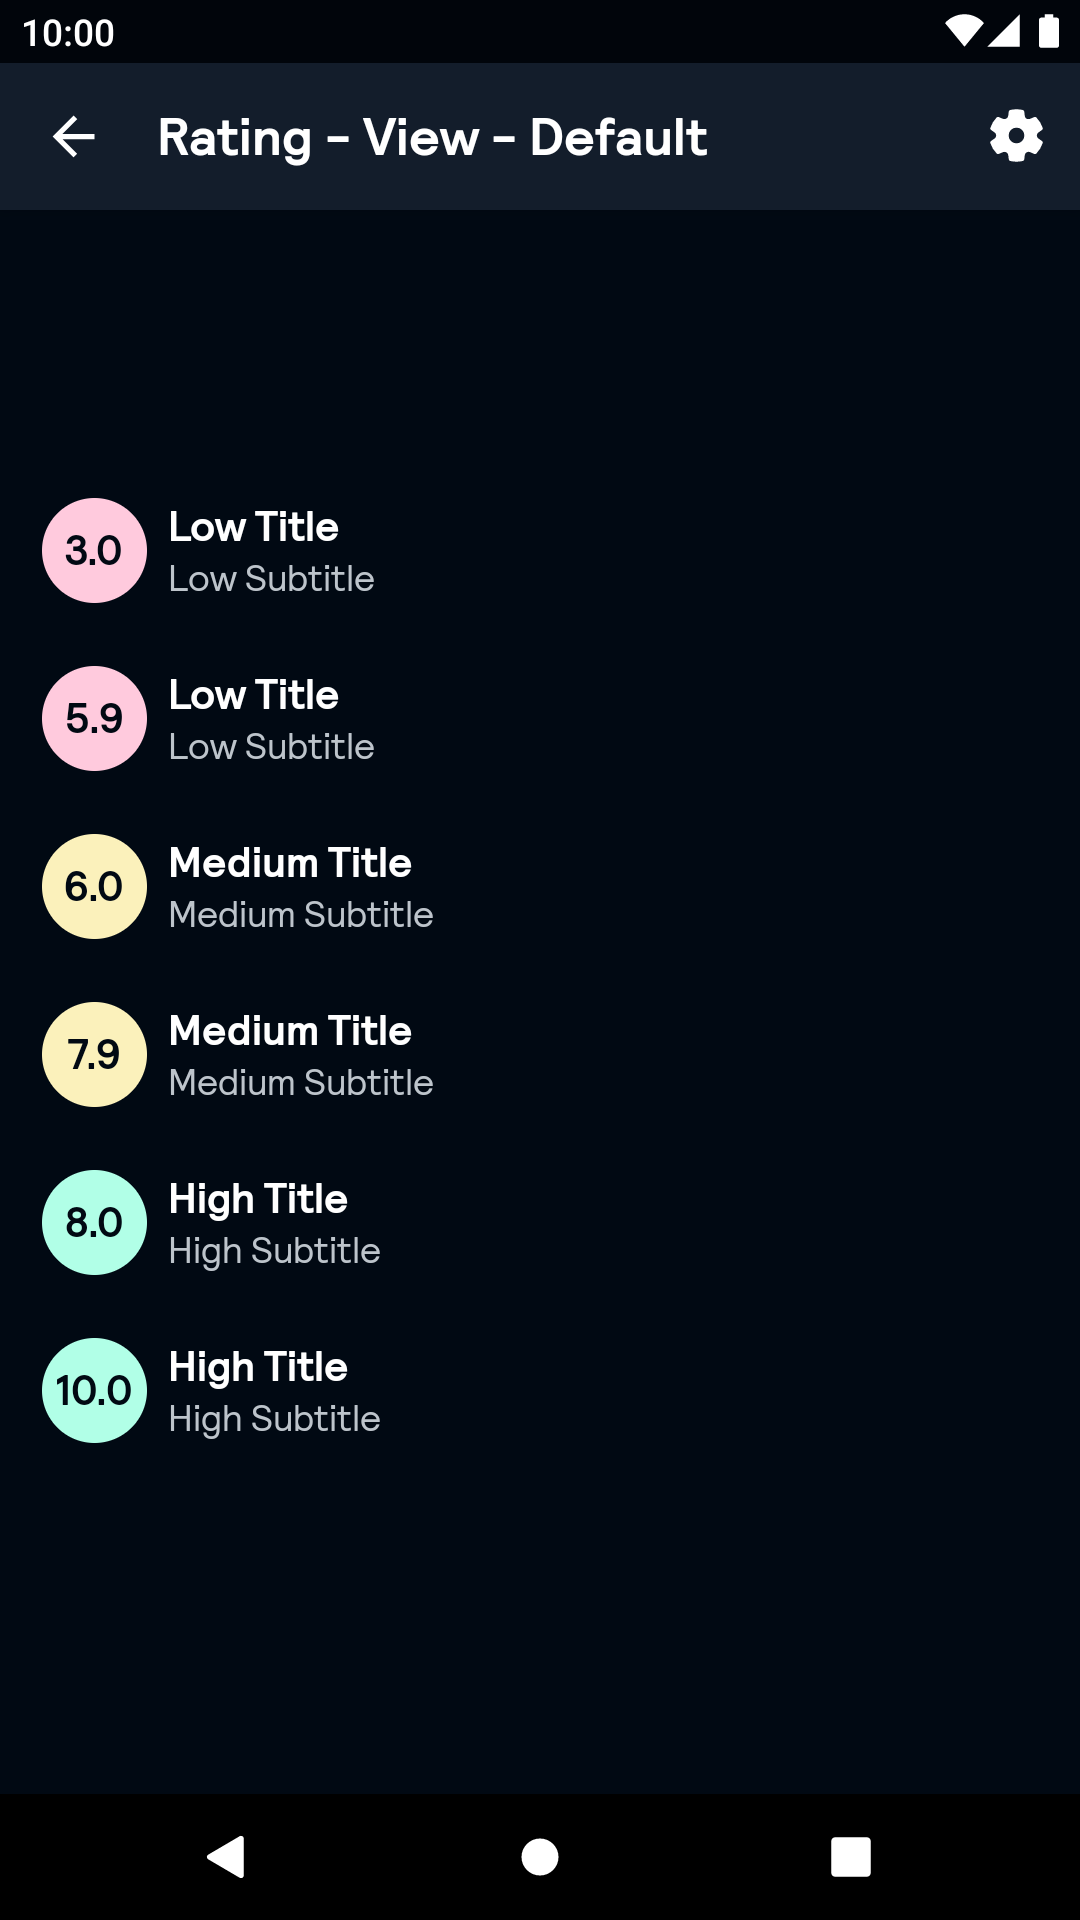 10:00
Rating - View - Default
3.0
Low Title
Low Subtitle
5.9
Low Title
Low Subtitle
6.0
Medium Title
Medium Subtitle
7.9
Medium Title
Medium Subtitle
8.0
High Title
High Subtitle
10.0
High Title
High Subtitle